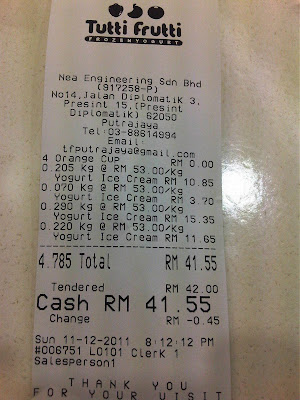 Tutti Frutti
FROZENYOGURT
Nea Engineering Sdn Bhd
(917258-P)
No14,Jalan Diplomatik 3,
Presint 15,(Presint
Diplomatik) 62050
Putrajaya
Tel:03-88614994
Email:
tfputrajaya@gmail.com
4 Orange Cup RM 0.00
0.205 Kg @ RM 53.00/Kg
Yogurt Ice Cream RM 10.85
0.070 Kg @ RM 53.00/Kg
Yogurt Ice Cream RM 3.70
0.290 Kg @ RM 53.00/Kg
Yogurt Ice Cream RM 15.35
0.220 Kg @ RM 53.00/Kg
Yogurt Ice Cream RM 11.65
4.785 Total RM 41.55
Tendered RM 42.00
Cash RM 41.55
Change RM -0.45
Sun 11-12-2011 8:12:12 PM
#006751 L0101 Clerk 1
Salesperson1
THANK YOU
FOR YOUR VISIT